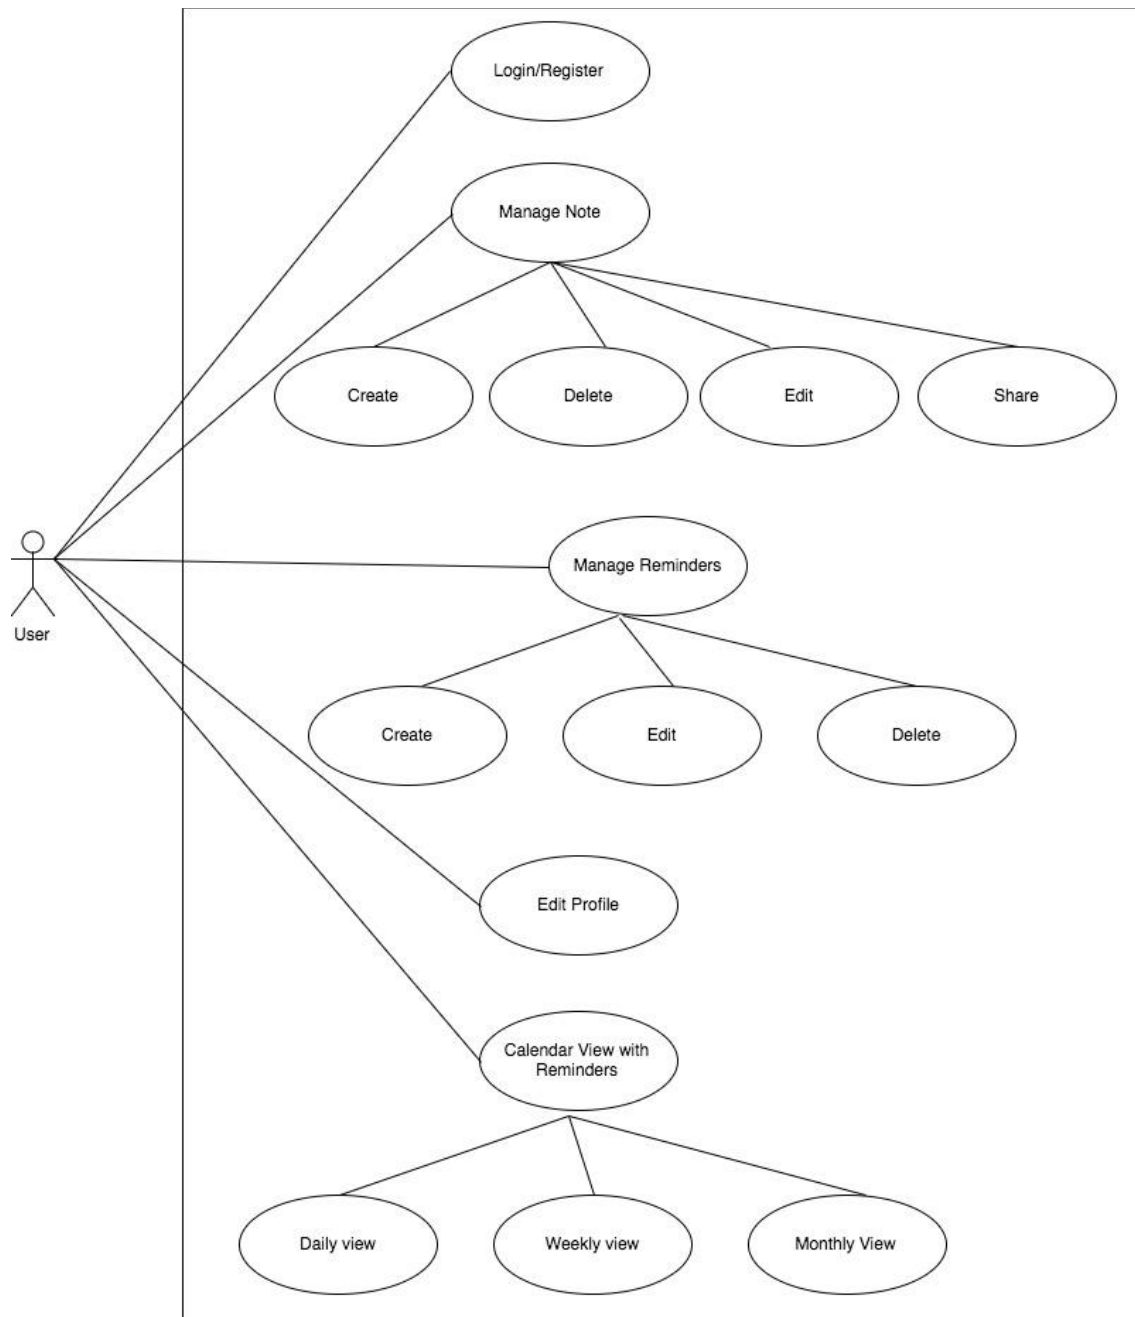 Login/Register
Manage Note
Create
Delete
Edit
Share
Manage Reminders
User
Create
Edit
Delete
Edit Profile
Calendar View with
Reminders
Daily view
Weekly view
Monthly View